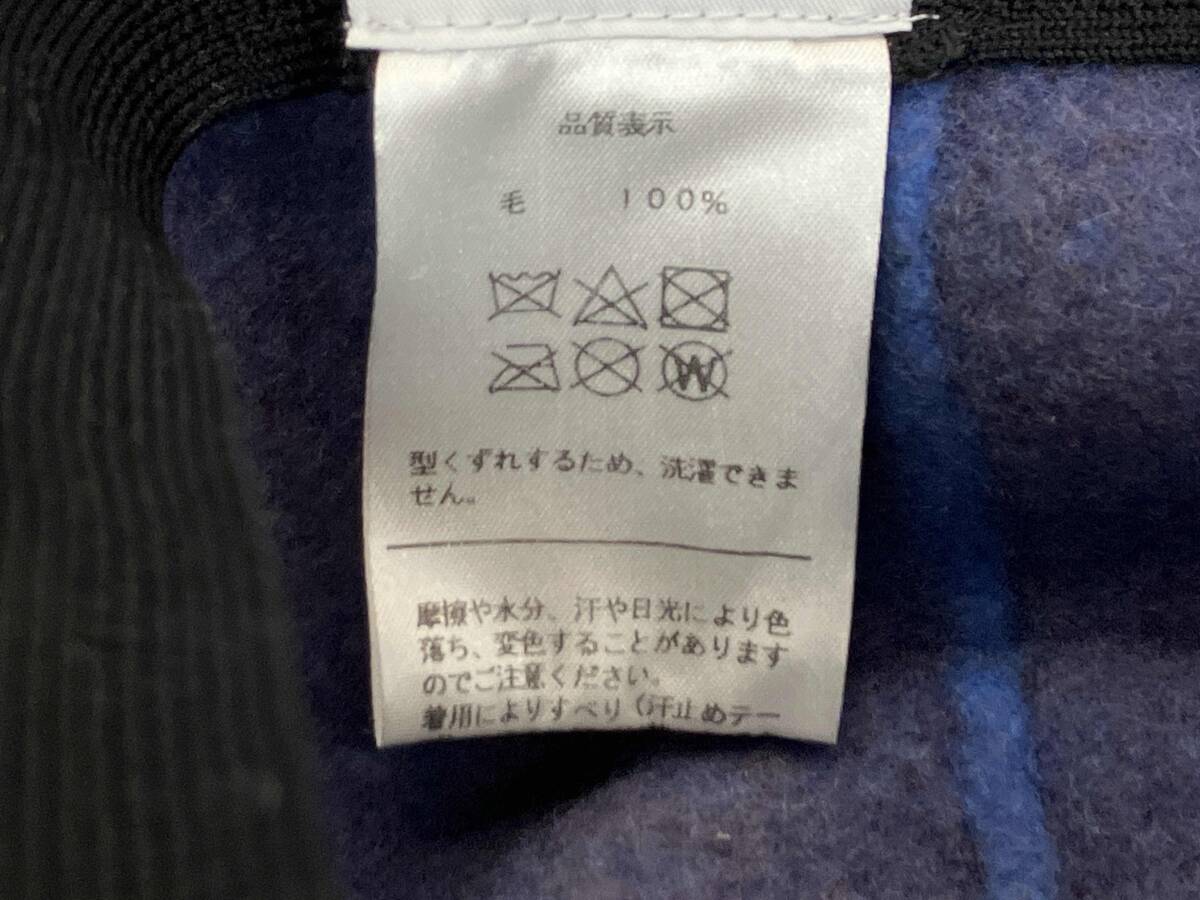 品質表示
毛 100%
W
型くずれするため、洗濯できま
せん。
摩擦や水分、汗や日光により色
落ち、変色することがあります
のでご注意ください。
着用によりすべり(汗止めテー